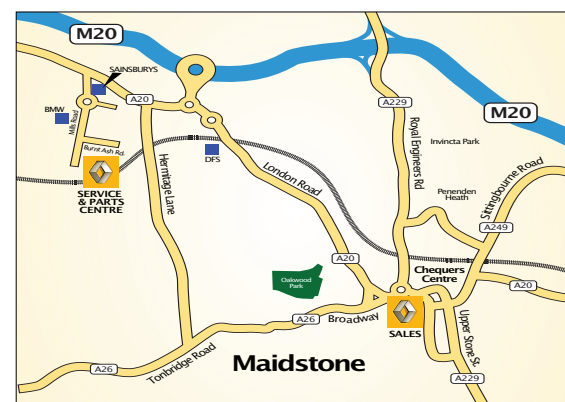 M20
SAINSBURYS
BMW
Mills Road
A20
A229
M20
Burnt Ash Rd.
DFS
Royal Engineers Rd
Invicta Park
Hermitage Lane
London Road
Penenden
Heath
Sittingbourne Road
SERVICE
& PARTS
CENTRE
A249
A20
Chequers
Centre
Oakwood
Park
A20
A26
Broadway
SALES
Upper Stone St.
Tonbridge Road
A26
Maidstone
A229